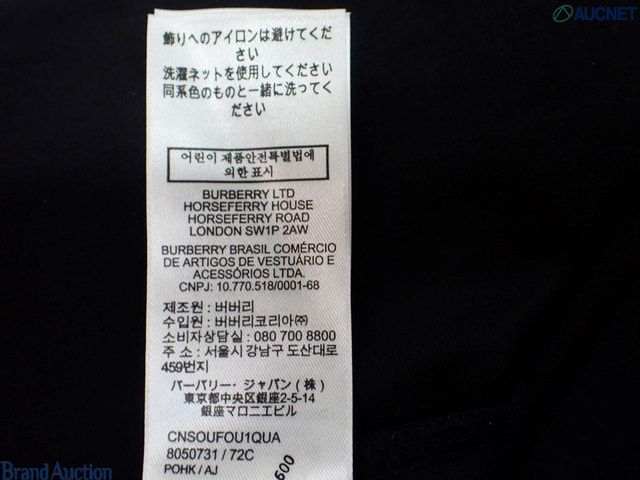 AUCNET
飾りへのアイロンは避けてくだ
さい
洗濯ネットを使用してください
同系色のものと一緒に洗ってく
ださい
어린이 제품안전특별법에
의한 표시
BURBERRY LTD
HORSEFERRY HOUSE
HORSEFERRY ROAD
LONDON SW1P 2AW
BURBERRY BRASIL COMÉRCIO
DE ARTIGOS DE VESTUÁRIO E
ACESSÓRIOS LTDA.
CNPJ: 10.770.518/0001-68
제조원 : 버버리
수입원 : 버버리코리아㈜
소비자상담실 : 080 700 8800
주 소 : 서울시 강남구 도산대로
459번지
バーバリー・ジャパン(株)
東京都中央区銀座2-5-14
銀座マロニエビル
CNSOUFOU1QUA
8050731 / 72C
POHK / AJ
500
Brand Auction